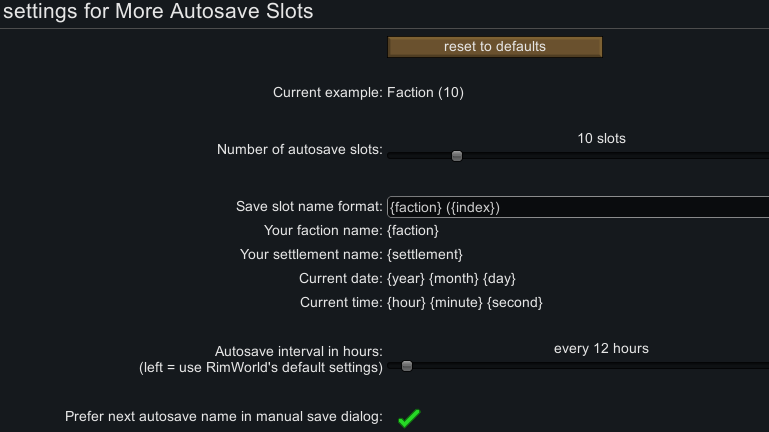 settings for More Autosave Slots
reset to defaults
Current example: Faction (10)
10 slots
Number of autosave slots:
Save slot name format: {faction} ({index})
Your faction name: {faction}
Your settlement name: {settlement}
Current date: {year} {month} {day}
Current time: {hour} {minute} {second}
every 12 hours
Autosave interval in hours:
(left = use RimWorld's default settings)
Prefer next autosave name in manual save dialog: